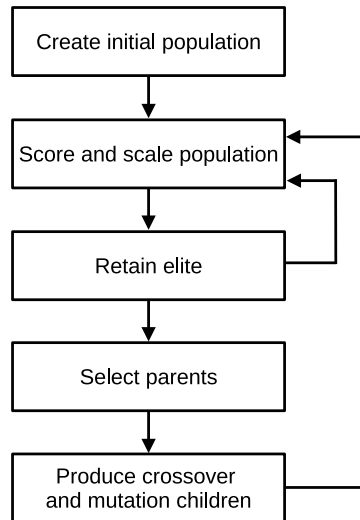 Create initial population
Score and scale population
Retain elite
Select parents
Produce crossover
and mutation children